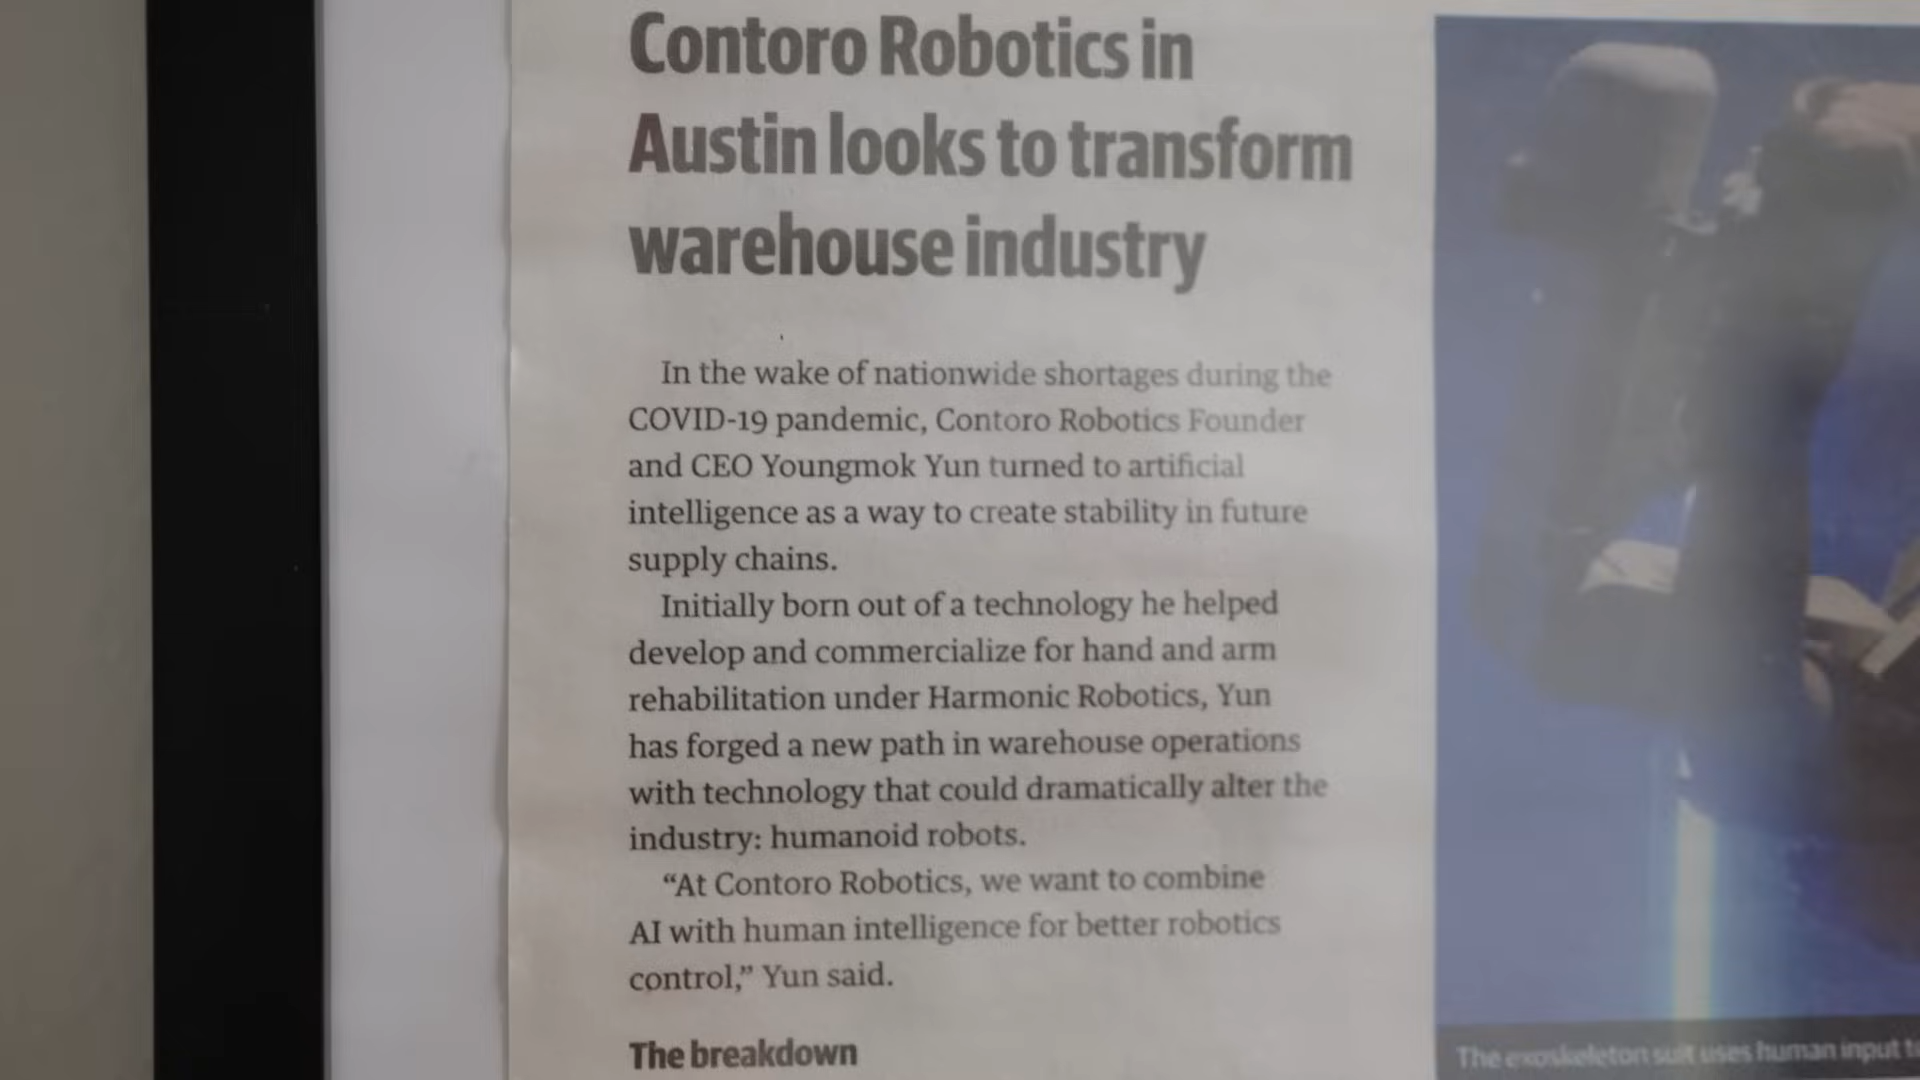 Contoro Robotics in
Austin looks to transform
warehouse industry
In the wake of nationwide shortages during the
COVID-19 pandemic, Contoro Robotics Founder
and CEO Youngmok Yun turned to artificial
intelligence as a way to create stability in future
supply chains.
Initially born out of a technology he helped
develop and commercialize for hand and arm
rehabilitation under Harmonic Robotics, Yun
has forged a new path in warehouse operations
with technology that could dramatically alter the
industry: humanoid robots.
“At Contoro Robotics, we want to combine
AI with human intelligence for better robotics
control,” Yun said.
The breakdown
The exoskeleton suit uses human input